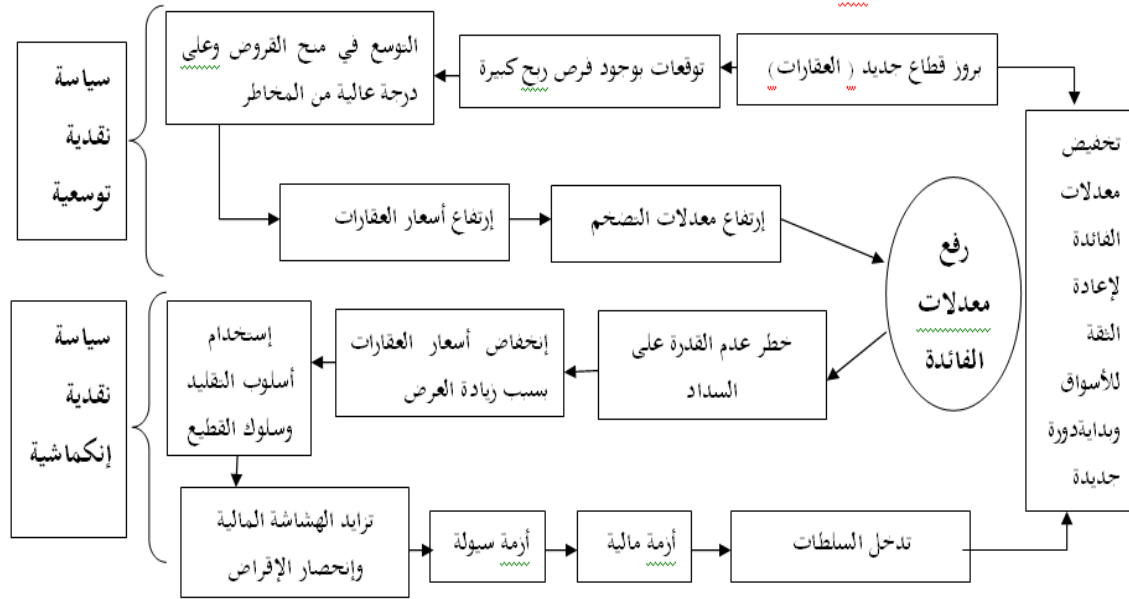 بروز قطاع جديد ( العقارات)
توقعات بوجود فرص ربح كبيرة
التوسع في منح القروض وعلى
درجة عالية من المخاطر
سياسة
نقدية
توسعية
تخفيض
معدلات
الفائدة
لإعادة
الثقة
للأسواق
وبدايةدورة
جديدة
إرتفاع أسعار العقارات
إرتفاع معدلات التضخم
رفع
معدلات
الفائدة
خطر عدم القدرة على
السداد
إنخفاض أسعار العقارات
بسبب زيادة العرض
إستخدام
أسلوب التقليد
وسلوك القطيع
سياسة
نقدية
إنكماشية
تزايد الهشاشة المالية
وإنحصار الإقراض
أزمة سيولة
أزمة مالية
تدخل السلطات